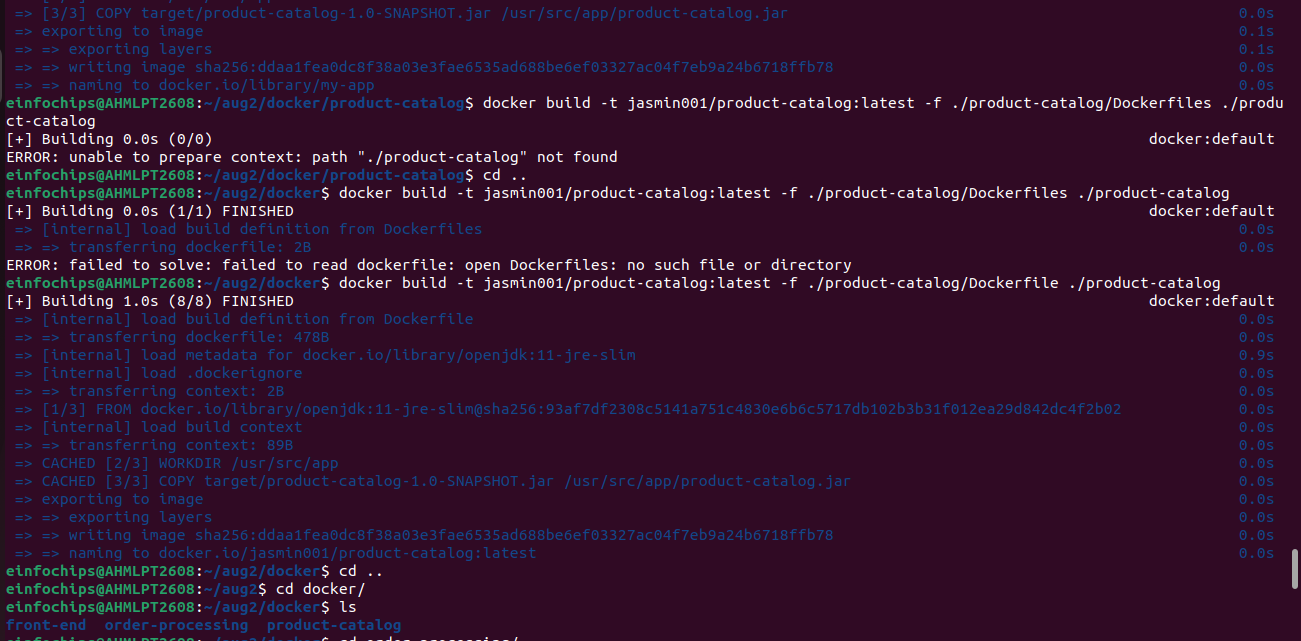 => [3/3] COPY target/product-catalog-1.0-SNAPSHOT.jar /usr/src/app/product-catalog.jar 0.0s
=> exporting to image 0.1s
=> => exporting layers 0.1s
=> => writing image sha256:ddaa1fea0dc8f38a03e3fae6535ad688be6ef03327ac04f7eb9a24b6718ffb78 0.0s
=> => naming to docker.io/library/my-app 0.0s
einfochips@AHMLPT2608:~/aug2/docker/product-catalog$ docker build -t jasmin001/product-catalog:latest -f ./product-catalog/Dockerfiles ./produ
ct-catalog
[+] Building 0.0s (0/0) docker:default
ERROR: unable to prepare context: path "./product-catalog" not found
einfochips@AHMLPT2608:~/aug2/docker/product-catalog$ cd ..
einfochips@AHMLPT2608:~/aug2/docker$ docker build -t jasmin001/product-catalog:latest -f ./product-catalog/Dockerfiles ./product-catalog
[+] Building 0.0s (1/1) FINISHED docker:default
=> [internal] load build definition from Dockerfiles 0.0s
=> => transferring dockerfile: 2B 0.0s
ERROR: failed to solve: failed to read dockerfile: open Dockerfiles: no such file or directory
einfochips@AHMLPT2608:~/aug2/docker$ docker build -t jasmin001/product-catalog:latest -f ./product-catalog/Dockerfile ./product-catalog
[+] Building 1.0s (8/8) FINISHED docker:default
=> [internal] load build definition from Dockerfile 0.0s
=> => transferring dockerfile: 478B 0.0s
=> [internal] load metadata for docker.io/library/openjdk:11-jre-slim 0.9s
=> [internal] load .dockerignore 0.0s
=> => transferring context: 2B 0.0s
=> [1/3] FROM docker.io/library/openjdk:11-jre-slim@sha256:93af7df2308c5141a751c4830e6b6c5717db102b3b31f012ea29d842dc4f2b02 0.0s
=> [internal] load build context 0.0s
=> => transferring context: 89B 0.0s
=> CACHED [2/3] WORKDIR /usr/src/app 0.0s
=> CACHED [3/3] COPY target/product-catalog-1.0-SNAPSHOT.jar /usr/src/app/product-catalog.jar 0.0s
=> exporting to image 0.0s
=> => exporting layers 0.0s
=> => writing image sha256:ddaa1fea0dc8f38a03e3fae6535ad688be6ef03327ac04f7eb9a24b6718ffb78 0.0s
=> => naming to docker.io/jasmin001/product-catalog:latest 0.0s
einfochips@AHMLPT2608:~/aug2/docker$ cd ..
einfochips@AHMLPT2608:~/aug2$ cd docker/
einfochips@AHMLPT2608:~/aug2/docker$ ls
front-end order-processing product-catalog